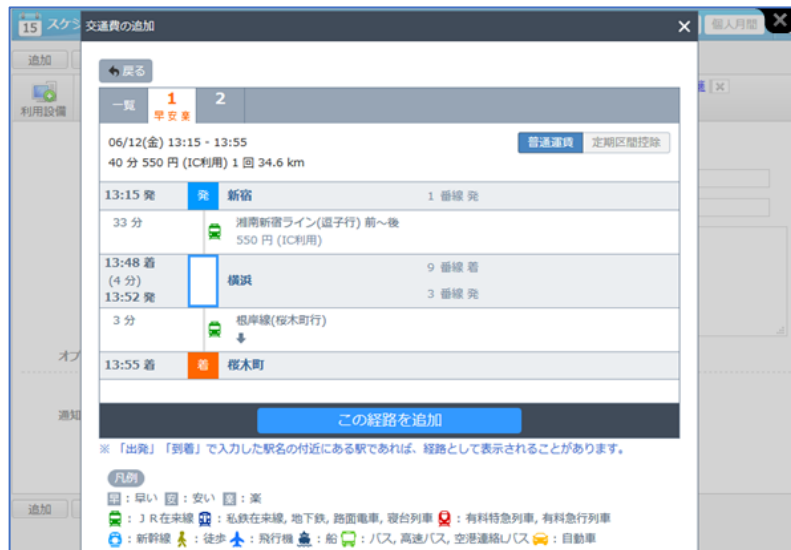 15 スケジ
交通費の追加
×
個人月間
×
追加
戻る
利用設備
一覧 1 早 安 楽 2
06/12(金) 13:15 - 13:55
普通運賃 定期区間控除
40 分 550 円 (IC利用) 1 回 34.6 km
13:15 発 発 新宿 1 番線 発
33 分 湘南新宿ライン(逗子行) 前～後
550 円 (IC利用)
13:48 着 9 番線 着
(4 分) 横浜
13:52 発 3 番線 発
3 分 根岸線(桜木町行)
オプ
13:55 着 着 桜木町
通知
この経路を追加
※ 「出発」「到着」で入力した駅名の付近にある駅であれば、経路として表示されることがあります。
凡例
早 : 早い 安 : 安い 楽 : 楽
追加
: ＪＲ在来線 : 私鉄在来線, 地下鉄, 路面電車, 寝台列車 : 有料特急列車, 有料急行列車
: 新幹線 : 徒歩 : 飛行機 : 船 : バス, 高速バス, 空港連絡バス : 自動車